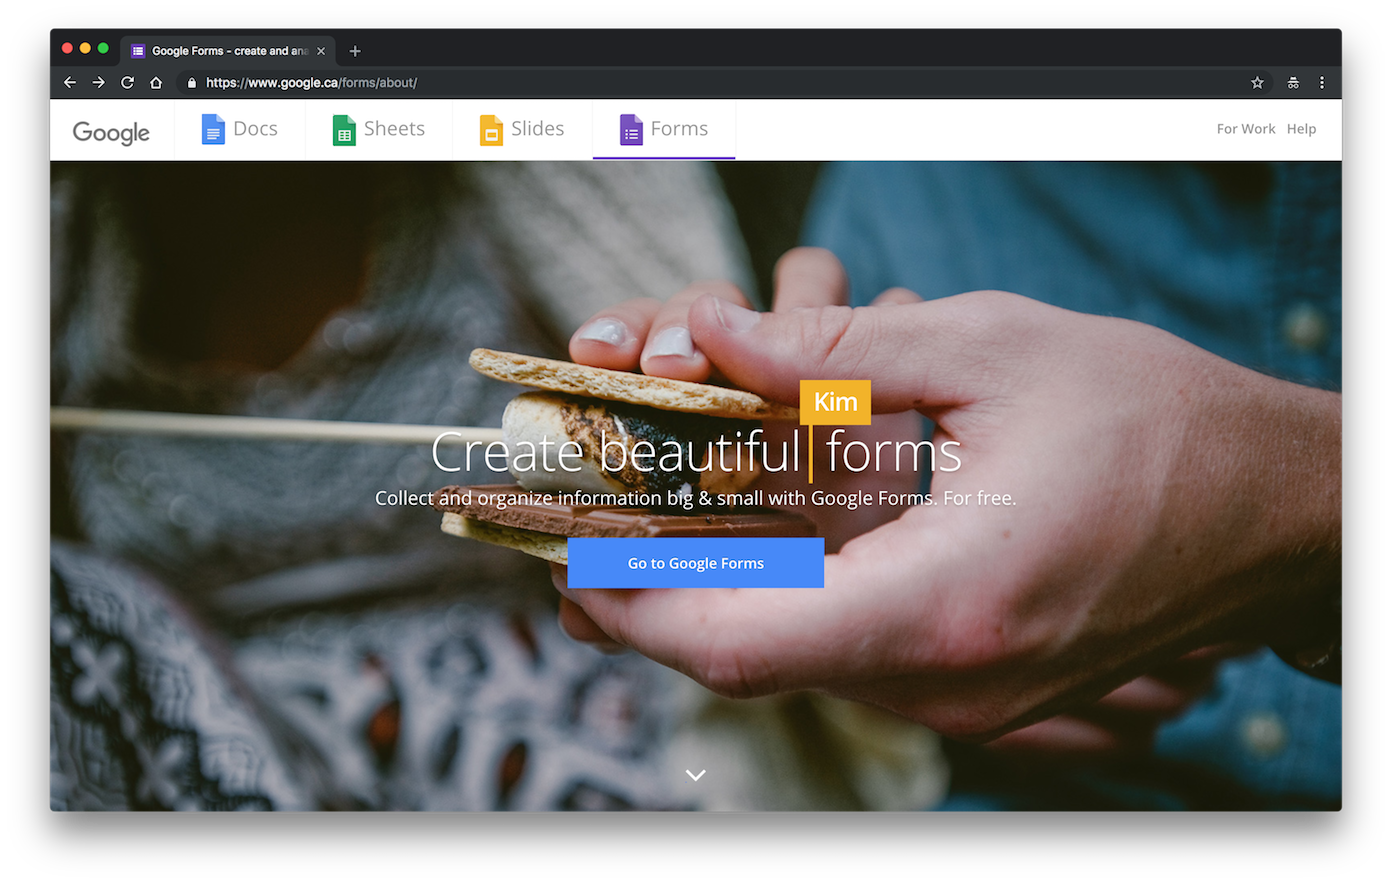 Google Forms - create and ana
https://www.google.ca/forms/about/
Google Docs Sheets Slides Forms For Work Help
Kim
Create beautiful forms
Collect and organize information big & small with Google Forms. For free.
Go to Google Forms